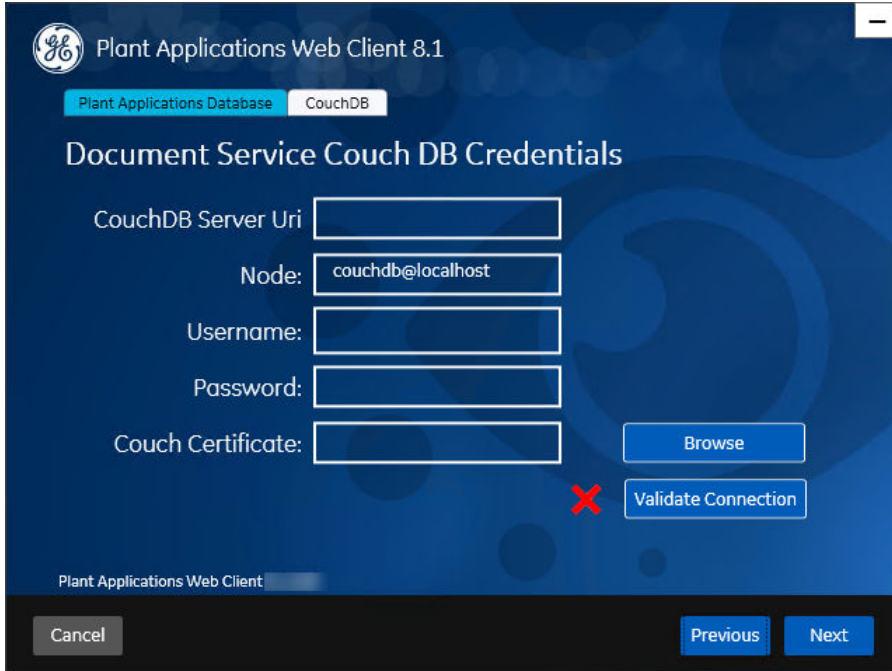 GE Plant Applications Web Client 8.1
Plant Applications Database CouchDB
Document Service Couch DB Credentials
CouchDB Server Uri
Node: couchdb@localhost
Username:
Password:
Couch Certificate: Browse
Validate Connection
Plant Applications Web Client
Cancel Previous Next